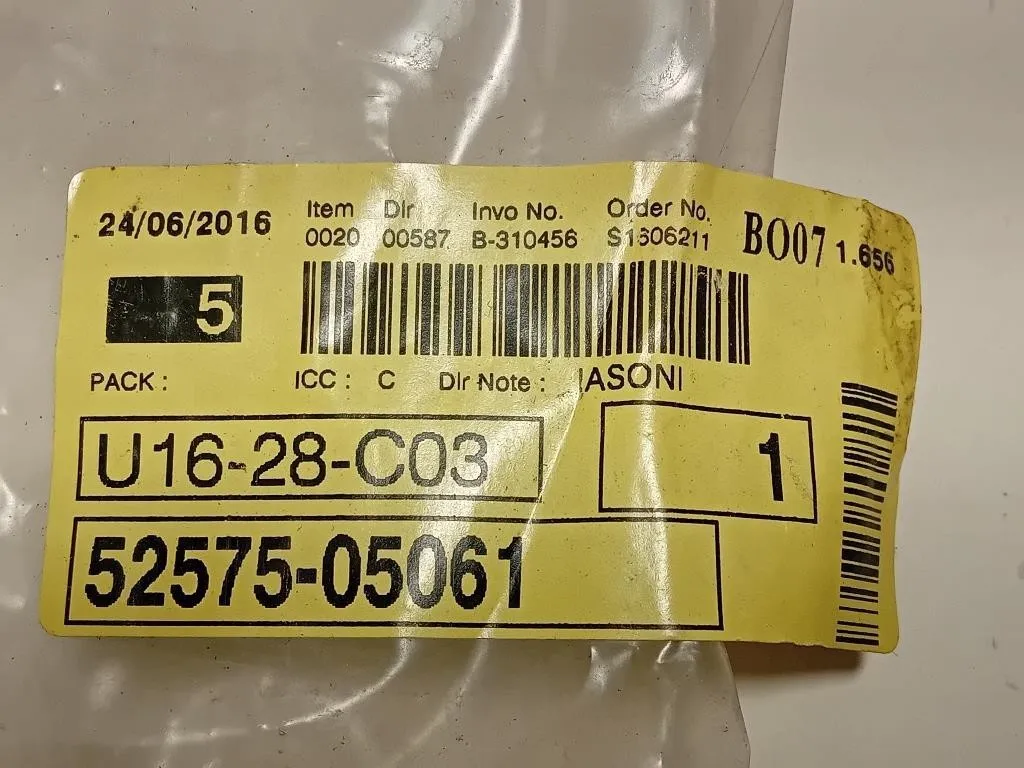 24/06/2016 Item Dlr Invo No. Order No. BO07 1.656
0020 00587 B-310456 S1606211
5
PACK : ICC : C Dlr Note : IASONI
U16-28-C03 1
52575-05061